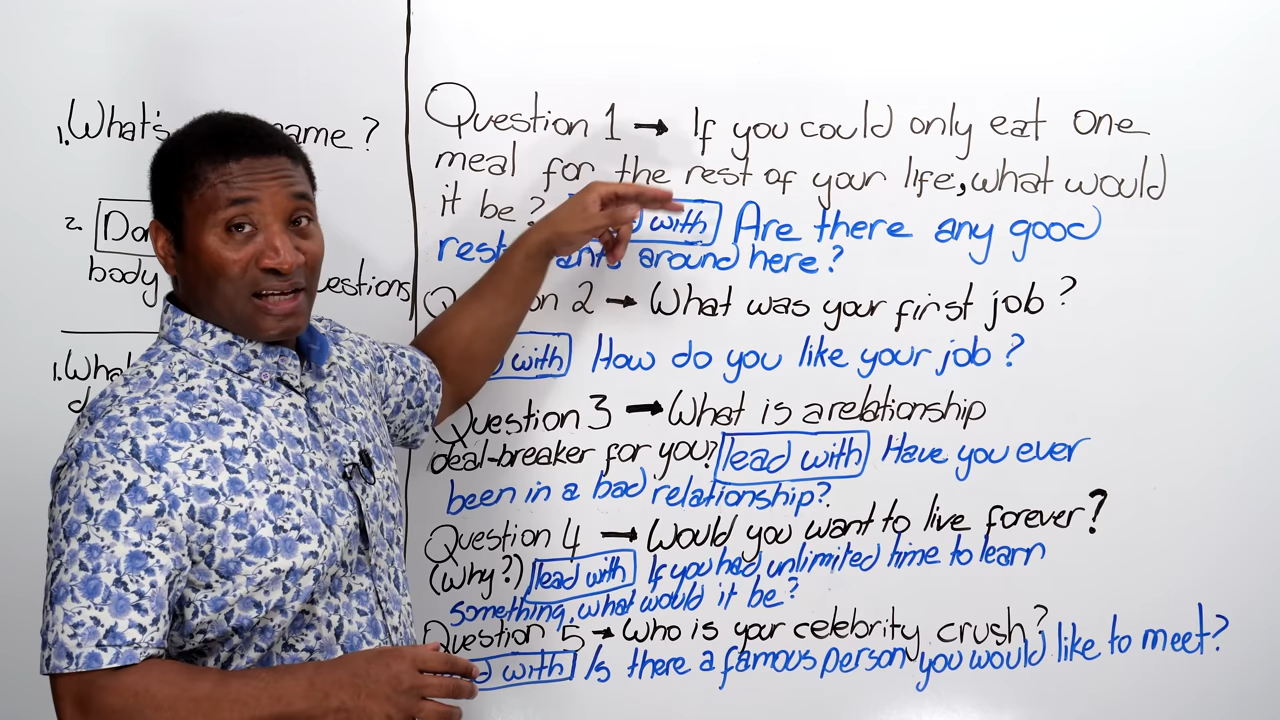 1. What's ame?
2. Do
body estions
1. What
d
Question 1 → If you could only eat one
meal for the rest of your life, what would
it be? with Are there any good
rest ants around here?
Q on 2 → What was your first job?
with How do you like your job?
Question 3 → What is a relationship
deal-breaker for you? lead with Have you ever
been in a bad relationship?
Question 4 → Would you want to live forever?
(Why?) lead with If you had unlimited time to learn
something, what would it be?
Question 5 → Who is your celebrity crush?
d with Is there a famous person you would like to meet?